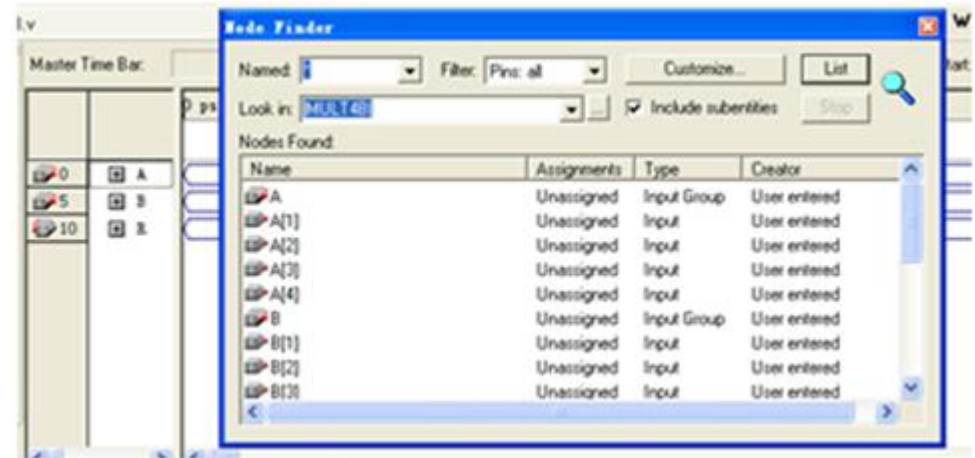 l.v
Node Finder
W
Master Time Bar:
Named: * Filter: Pins: all Customize... List
tart
Look in: |MULT4B| Include subentities Stop
0 ps
Nodes Found:
Name Assignments Type Creator
0 A
A Unassigned Input Group User entered
5 B
A[1] Unassigned Input User entered
10 R
A[2] Unassigned Input User entered
A[3] Unassigned Input User entered
A[4] Unassigned Input User entered
B Unassigned Input Group User entered
B[1] Unassigned Input User entered
B[2] Unassigned Input User entered
B[3] Unassigned Input User entered